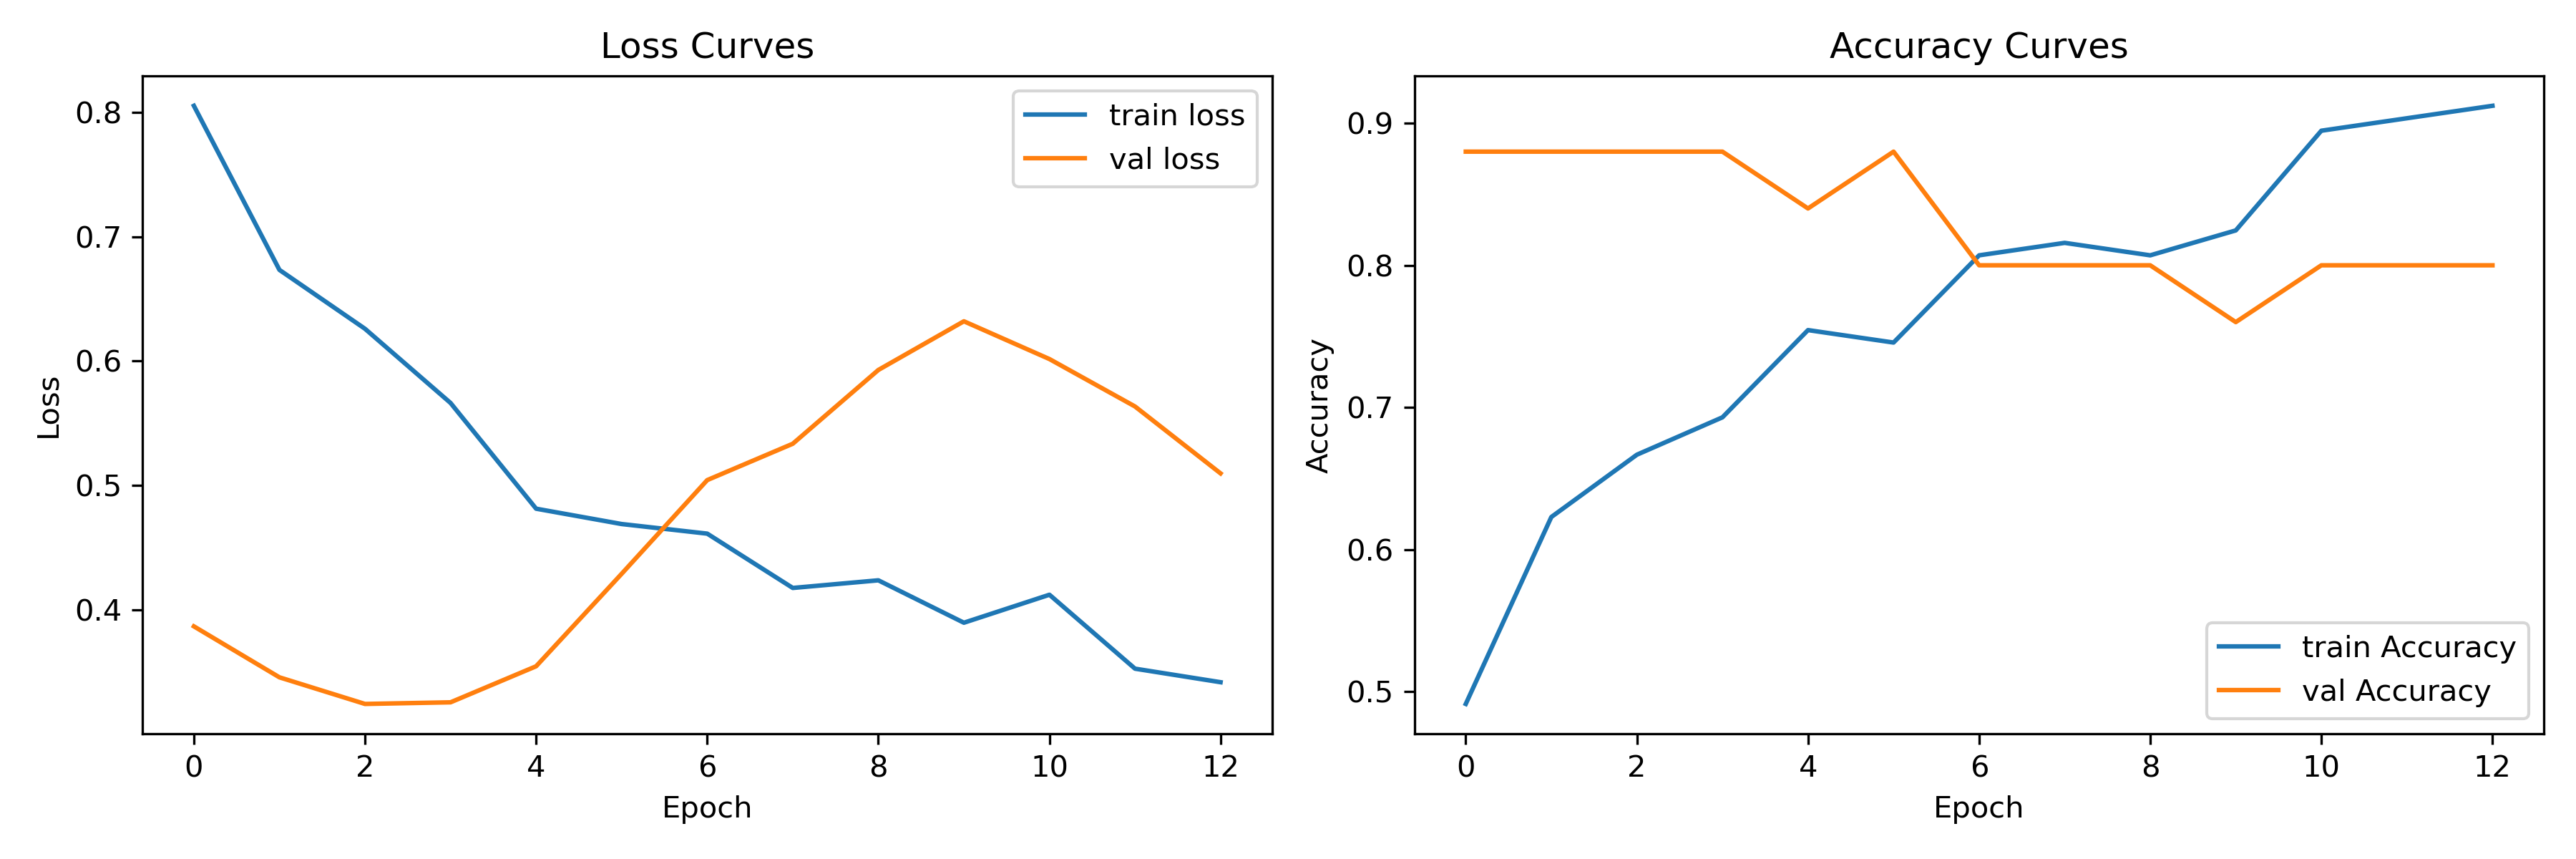 Loss Curves
0.8
0.7
0.6
0.5
0.4
Loss
0 2 4 6 8 10 12
Epoch
train loss
val loss
Accuracy Curves
0.9
0.8
0.7
0.6
0.5
Accuracy
0 2 4 6 8 10 12
Epoch
train Accuracy
val Accuracy